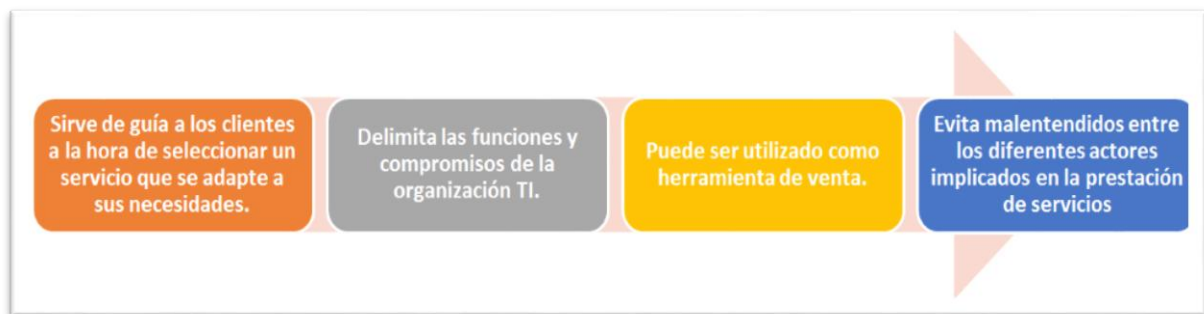 Sirve de guía a los clientes
a la hora de seleccionar un
servicio que se adapte a
sus necesidades.
Delimita las funciones y
compromisos de la
organización TI.
Puede ser utilizado como
herramienta de venta.
Evita malentendidos entre
los diferentes actores
implicados en la prestación
de servicios